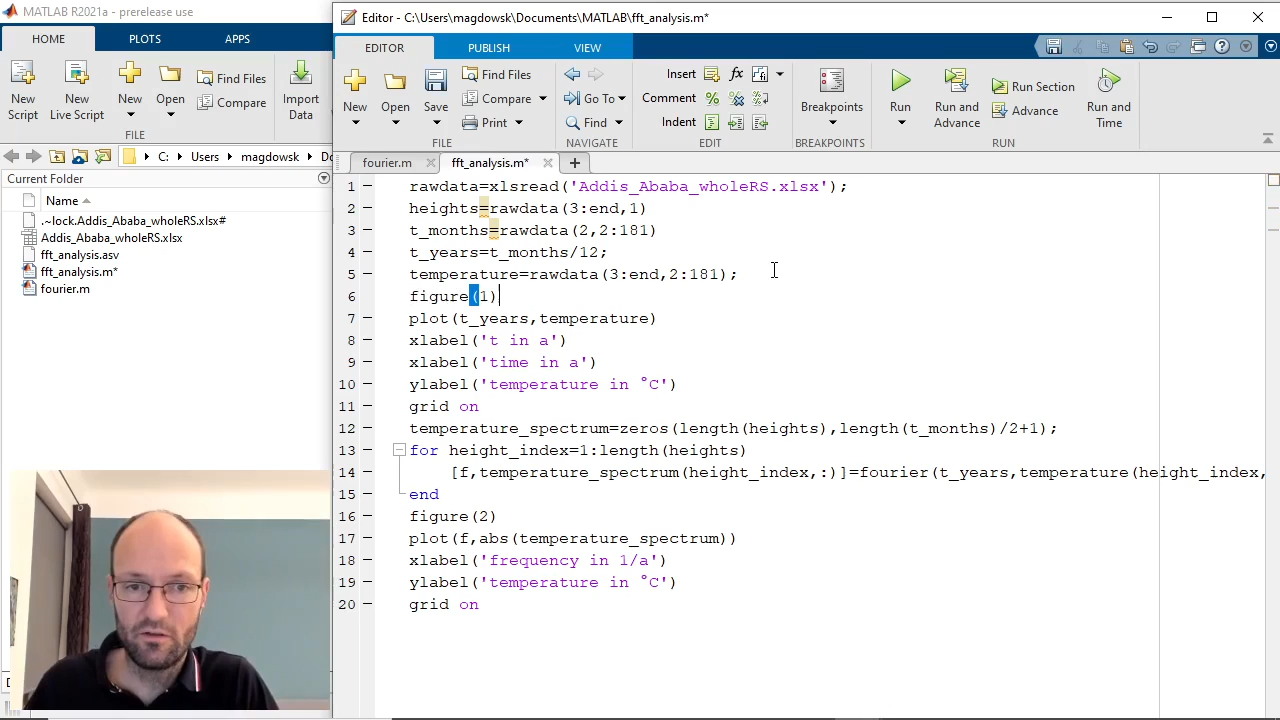 MATLAB R2021a - prerelease use
HOME PLOTS APPS
New Script
New Live Script
New
Open
Find Files
Compare
Import Data
FILE
C: Users magdowsk
Current Folder
Name
.~lock.Addis_Ababa_wholeRS.xlsx#
Addis_Ababa_wholeRS.xlsx
fft_analysis.asv
fft_analysis.m*
fourier.m
Editor - C:\Users\magdowsk\Documents\MATLAB\fft_analysis.m*
EDITOR PUBLISH VIEW
New
Open
Save
Find Files
Compare
Print
Go To
Find
Insert
Comment
Indent
Breakpoints
Run
Run and Advance
Run Section
Advance
Run and Time
FILE NAVIGATE EDIT BREAKPOINTS RUN
fourier.m fft_analysis.m*
1 rawdata=xlsread('Addis_Ababa_wholeRS.xlsx');
2 heights=rawdata(3:end,1)
3 t_months=rawdata(2,2:181)
4 t_years=t_months/12;
5 temperature=rawdata(3:end,2:181);
6 figure(1)
7 plot(t_years,temperature)
8 xlabel('t in a')
9 xlabel('time in a')
10 ylabel('temperature in °C')
11 grid on
12 temperature_spectrum=zeros(length(heights),length(t_months)/2+1);
13 for height_index=1:length(heights)
14 [f,temperature_spectrum(height_index,:)]=fourier(t_years,temperature(height_index,
15 end
16 figure(2)
17 plot(f,abs(temperature_spectrum))
18 xlabel('frequency in 1/a')
19 ylabel('temperature in °C')
20 grid on